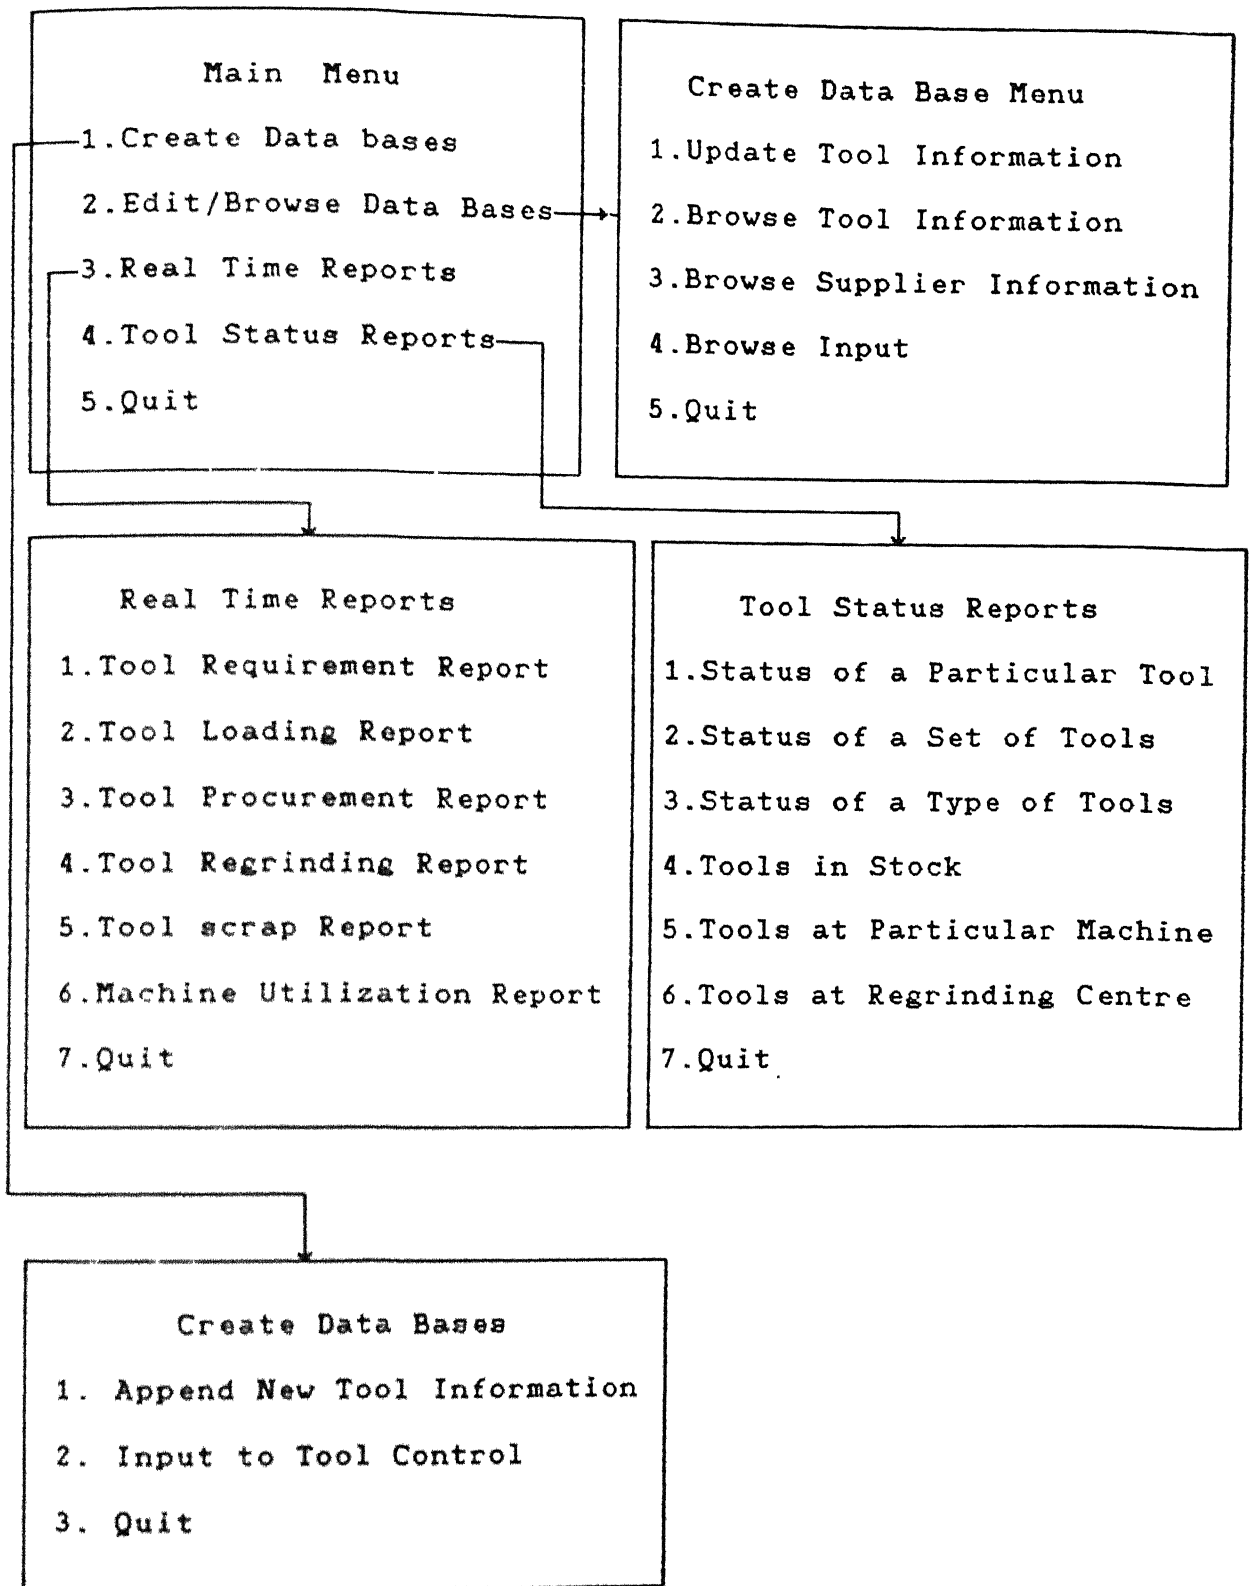 Main Menu
1.Create Data bases
2.Edit/Browse Data Bases
3.Real Time Reports
4.Tool Status Reports
5.Quit
Create Data Base Menu
1.Update Tool Information
2.Browse Tool Information
3.Browse Supplier Information
4.Browse Input
5.Quit
Real Time Reports
1.Tool Requirement Report
2.Tool Loading Report
3.Tool Procurement Report
4.Tool Regrinding Report
5.Tool scrap Report
6.Machine Utilization Report
7.Quit
Tool Status Reports
1.Status of a Particular Tool
2.Status of a Set of Tools
3.Status of a Type of Tools
4.Tools in Stock
5.Tools at Particular Machine
6.Tools at Regrinding Centre
7.Quit
Create Data Bases
1. Append New Tool Information
2. Input to Tool Control
3. Quit